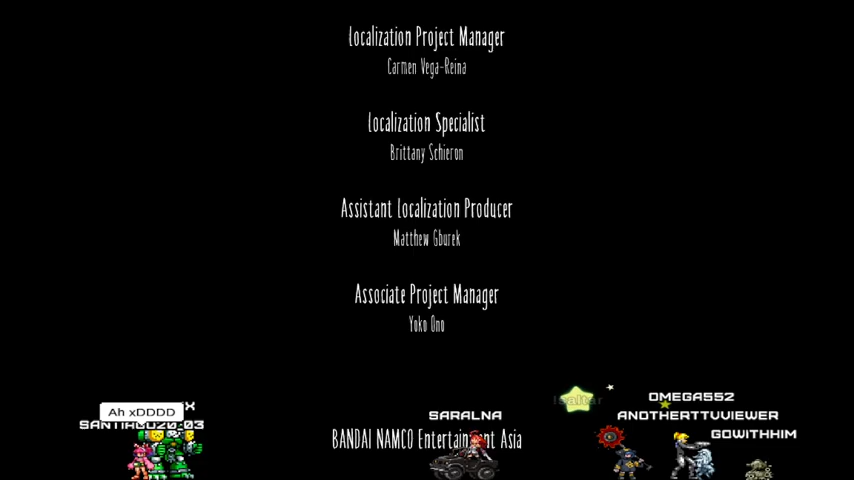 Localization Project Manager
Carmen Vega-Reina
Localization Specialist
Brittany Schieron
Assistant Localization Producer
Matthew Gburek
Associate Project Manager
Yoko Ono
Ah xDDDD
X
SANTIAGO20_03
SARALNA
BANDAI NAMCO Entertainment Asia
OMEGA552
ANOTHERTTVVIEWER
GOWITHHIM